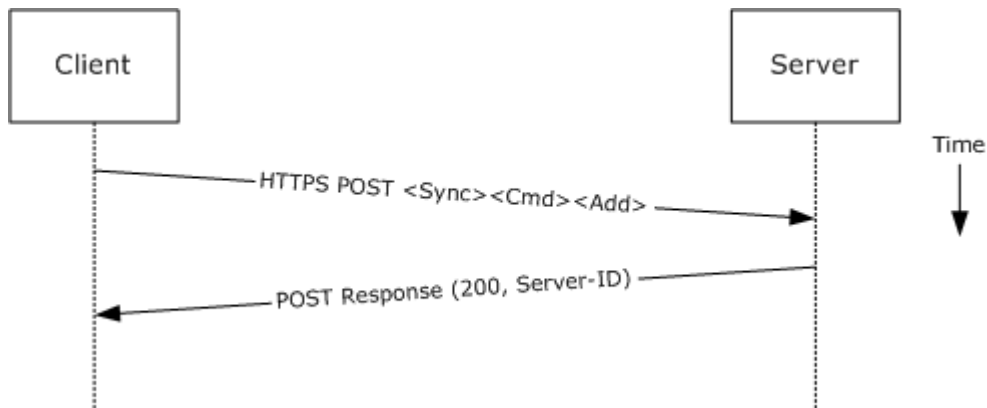 Client
Server
Time
HTTPS POST <Sync><Cmd><Add>
POST Response (200, Server-ID)